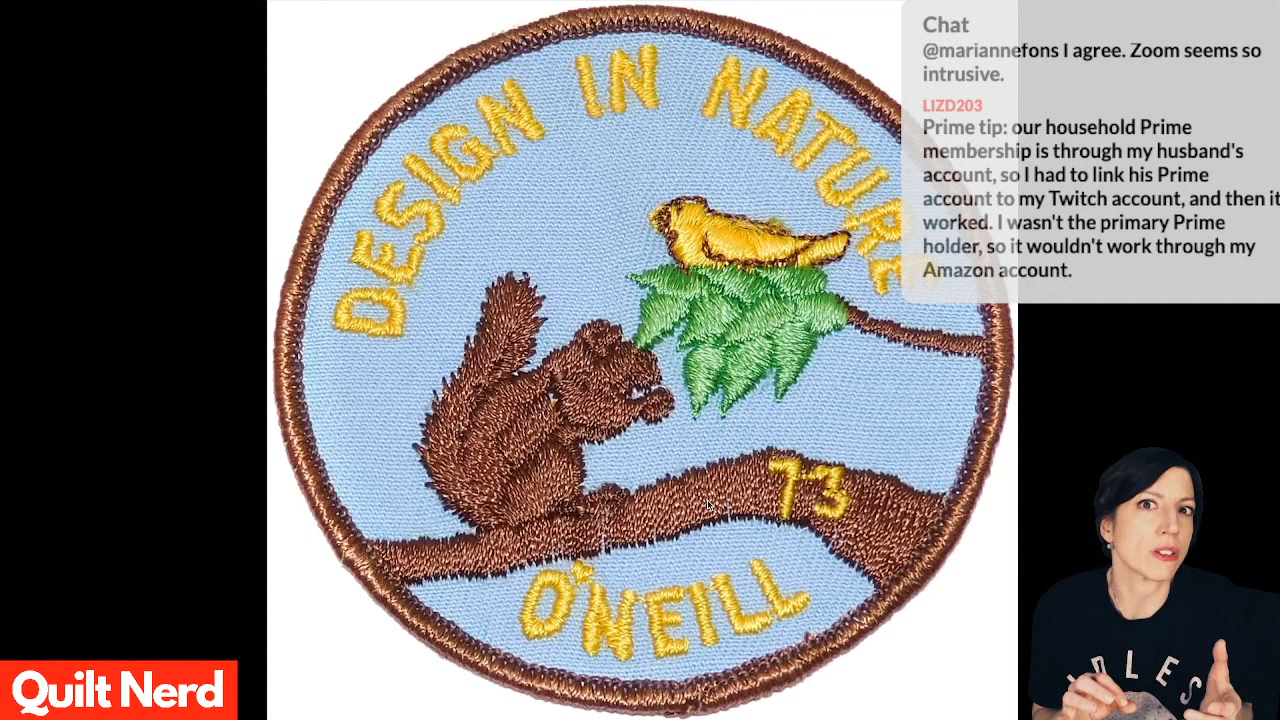 DESIGN IN NATURE
73
O'NEILL
Chat
@mariannefons I agree. Zoom seems so
intrusive.
LIZD203
Prime tip: our household Prime
membership is through my husband's
account, so I had to link his Prime
account to my Twitch account, and then it
worked. I wasn't the primary Prime
holder, so it wouldn't work through my
Amazon account.
Quilt Nerd